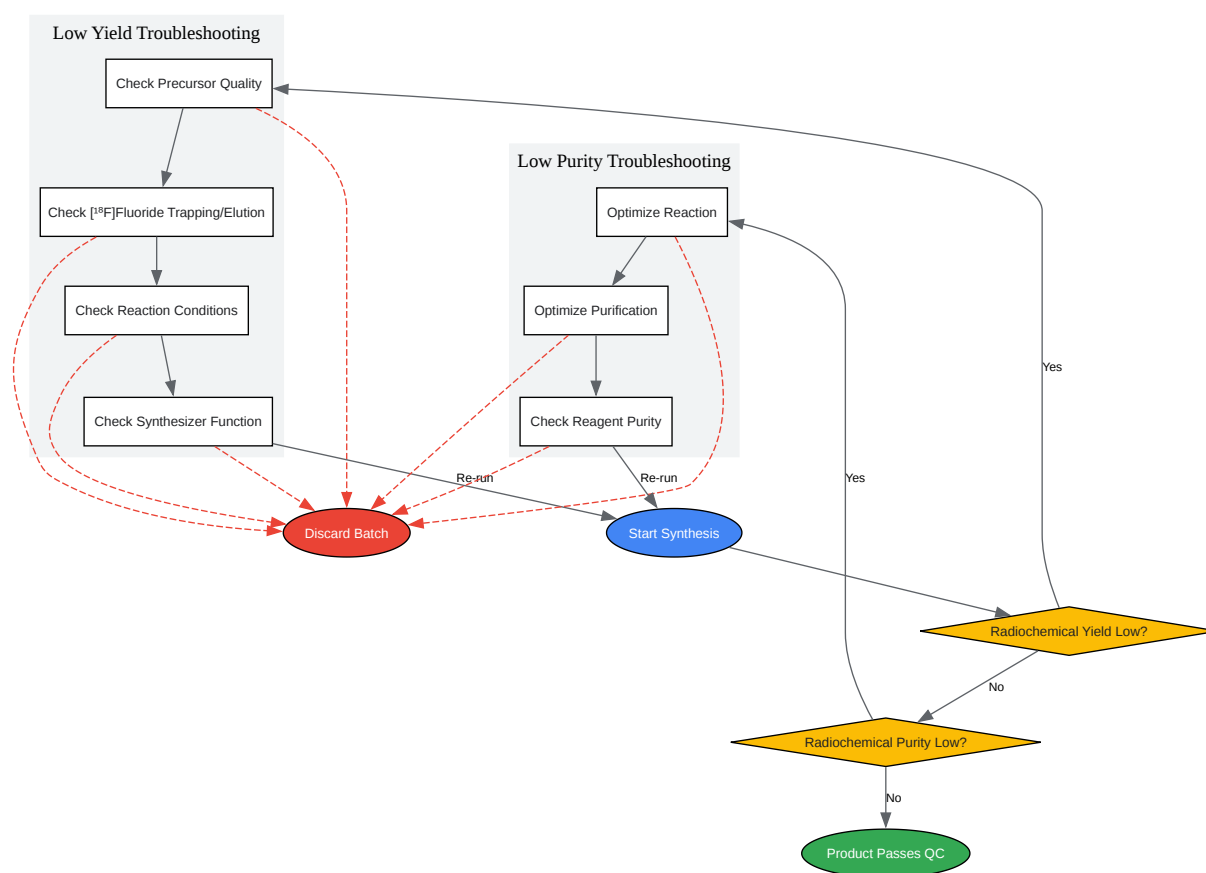 Low Yield Troubleshooting
Check Precursor Quality
Check [¹⁸F]Fluoride Trapping/Elution
Check Reaction Conditions
Check Synthesizer Function
Low Purity Troubleshooting
Optimize Reaction
Optimize Purification
Check Reagent Purity
Yes
Yes
Re-run
Re-run
Discard Batch
Start Synthesis
Radiochemical Yield Low?
No
Radiochemical Purity Low?
No
Product Passes QC